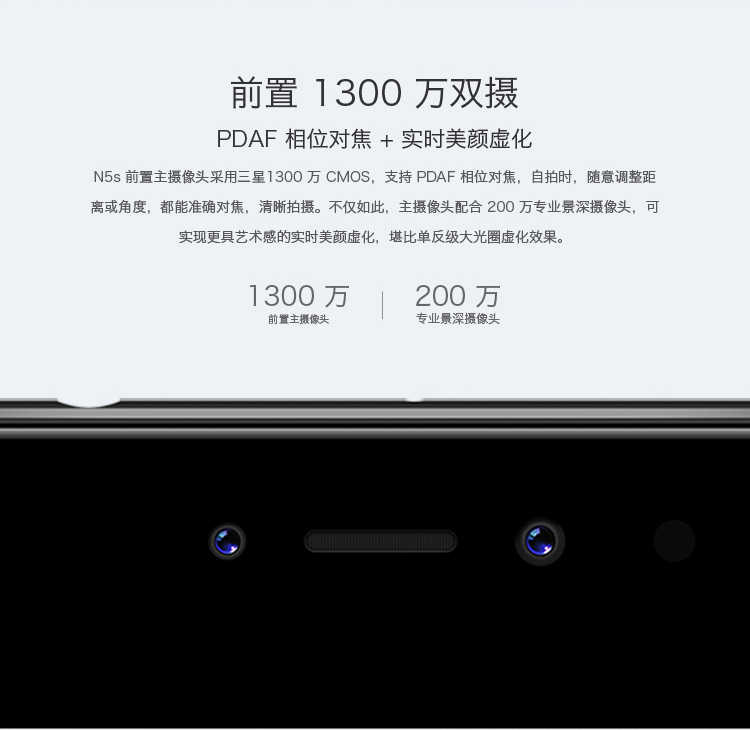 前置 1300 万双摄
PDAF 相位对焦 + 实时美颜虚化
N5s 前置主摄像头采用三星1300 万 CMOS，支持 PDAF 相位对焦，自拍时，随意调整距
离或角度，都能准确对焦，清晰拍摄。不仅如此，主摄像头配合 200 万专业景深摄像头，可
实现更具艺术感的实时美颜虚化，堪比单反级大光圈虚化效果。
1300 万
前置主摄像头
200 万
专业景深摄像头